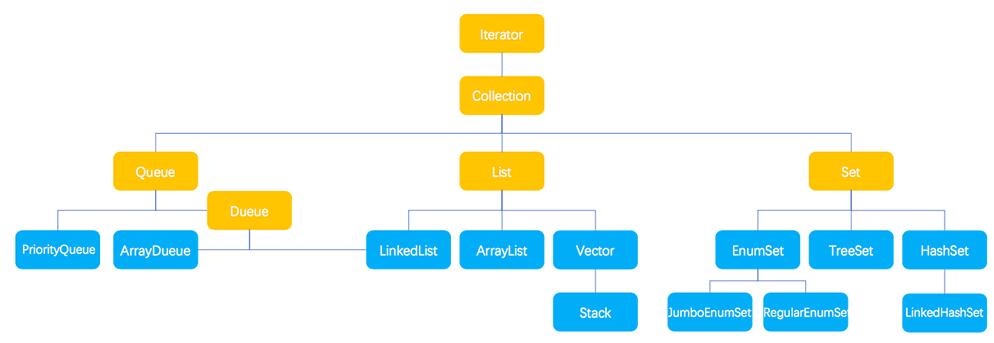 Iterator
Collection
Queue
List
Set
Dueue
PriorityQueue
ArrayDueue
LinkedList
ArrayList
Vector
EnumSet
TreeSet
HashSet
Stack
JumboEnumSet
RegularEnumSet
LinkedHashSet